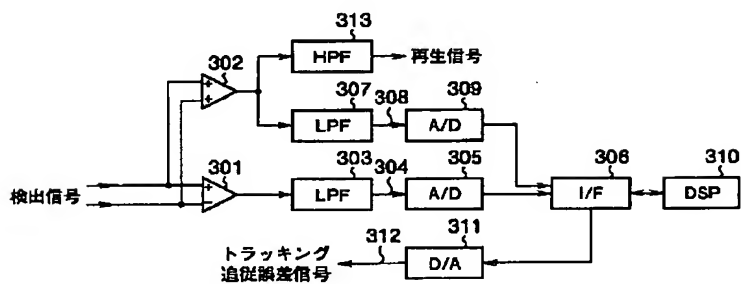 313
HPF
再生信号
302
307
308
309
LPF
A/D
301
303
304
305
306
310
LPF
A/D
I/F
DSP
検出信号
312
311
トラッキング
追従誤差信号
D/A